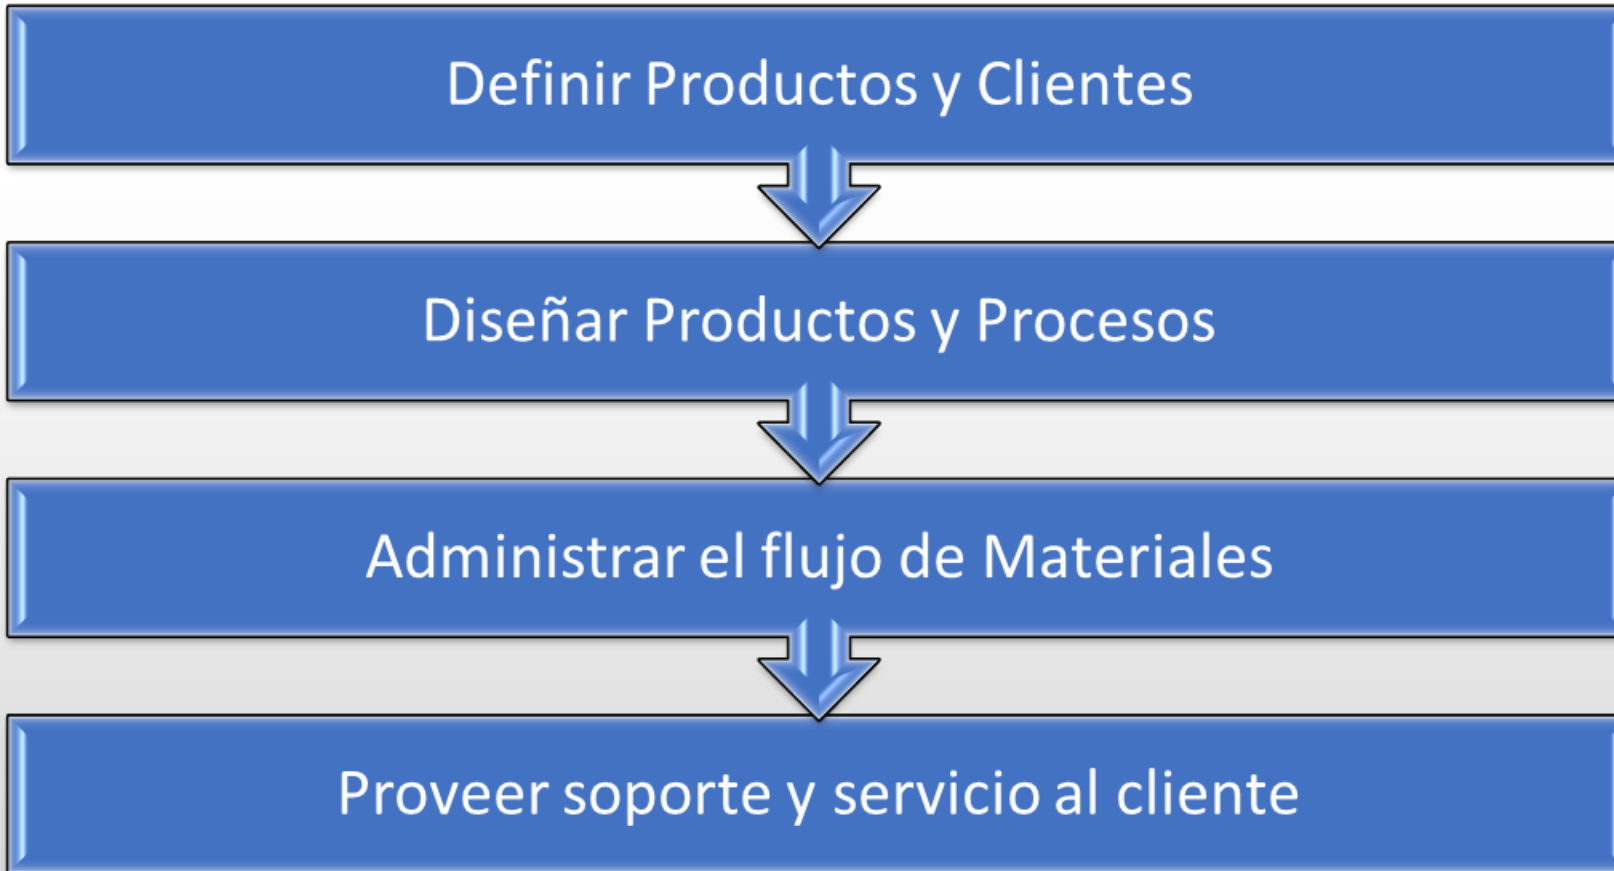 Definir Productos y Clientes
Diseñar Productos y Procesos
Administrar el flujo de Materiales
Proveer soporte y servicio al cliente